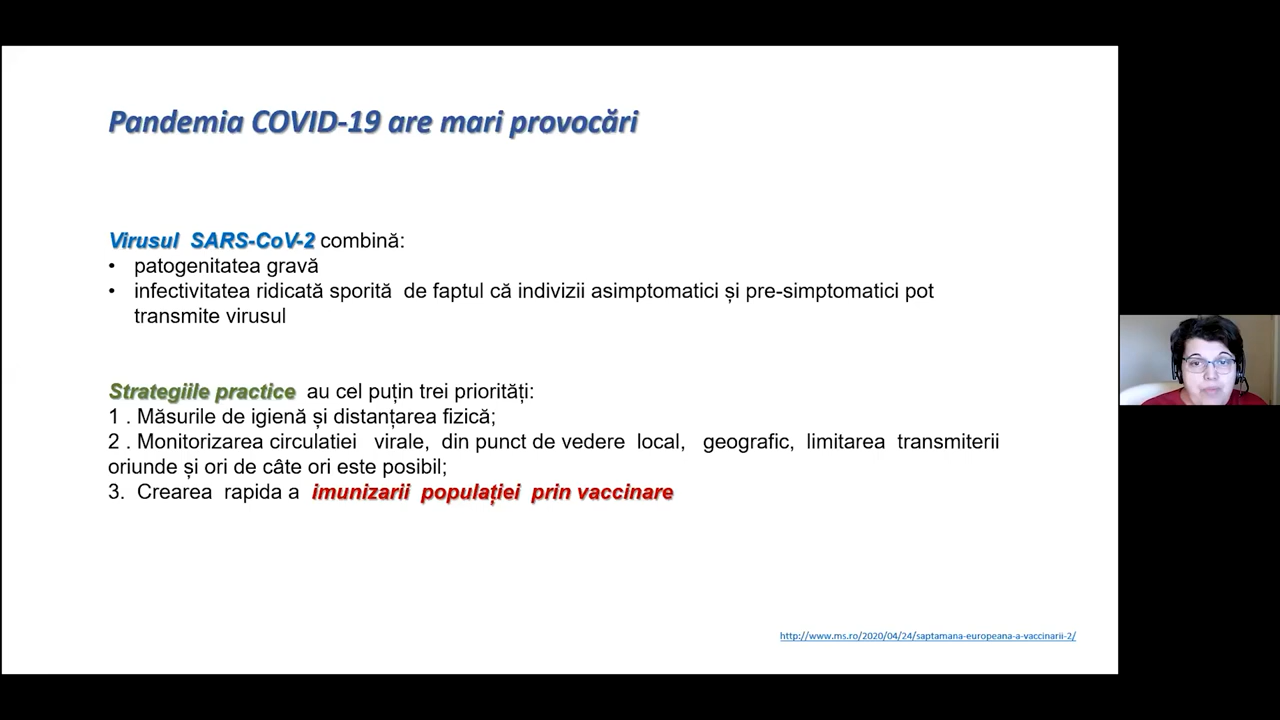 Pandemia COVID-19 are mari provocări
Virusul SARS-CoV-2 combină:
• patogenitatea gravă
• infectivitatea ridicată sporită de faptul că indivizii asimptomatici și pre-simptomatici pot
transmite virusul
Strategiile practice au cel puțin trei priorități:
1 . Măsurile de igienă și distanțarea fizică;
2 . Monitorizarea circulatiei virale, din punct de vedere local, geografic, limitarea transmiterii
oriunde și ori de câte ori este posibil;
3. Crearea rapida a imunizarii populației prin vaccinare
http://www.ms.ro/2020/04/24/saptamana-europeana-a-vaccinarii-2/